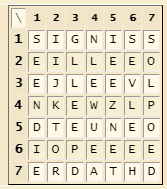 \ 1 2 3 4 5 6 7
1 S I G N I S S
2 E I L L E E O
3 E J L E E V L
4 N K E W Z L P
5 D T E U N E O
6 I O P E E E E
7 E R D A T H D